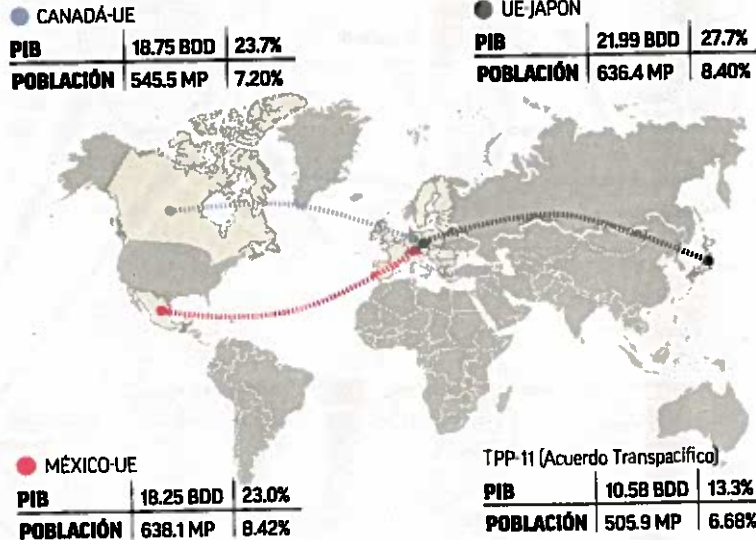 CANADÁ-UE
PIB 18.75 BDD 23.7%
POBLACIÓN 545.5 MP 7.20%
UE-JAPÓN
PIB 21.99 BDD 27.7%
POBLACIÓN 636.4 MP 8.40%
MÉXICO-UE
PIB 18.25 BDD 23.0%
POBLACIÓN 638.1 MP 8.42%
TPP-11 (Acuerdo Transpacífico)
PIB 10.58 BDD 13.3%
POBLACIÓN 505.9 MP 6.68%